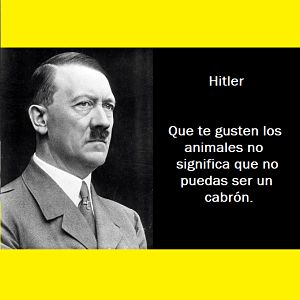 Hitler
Que te gusten los
animales no
significa que no
puedas ser un
cabrón.